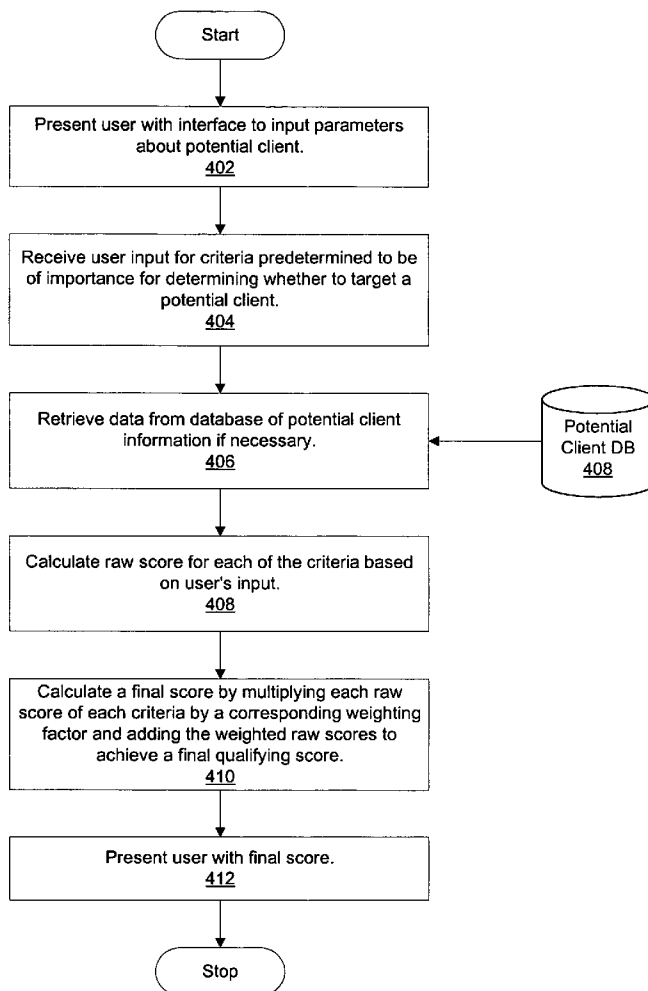 Start
Present user with interface to input parameters
about potential client.
402
Receive user input for criteria predetermined to be
of importance for determining whether to target a
potential client.
404
Retrieve data from database of potential client
information if necessary.
406
Potential
Client DB
408
Calculate raw score for each of the criteria based
on user's input.
408
Calculate a final score by multiplying each raw
score of each criteria by a corresponding weighting
factor and adding the weighted raw scores to
achieve a final qualifying score.
410
Present user with final score.
412
Stop